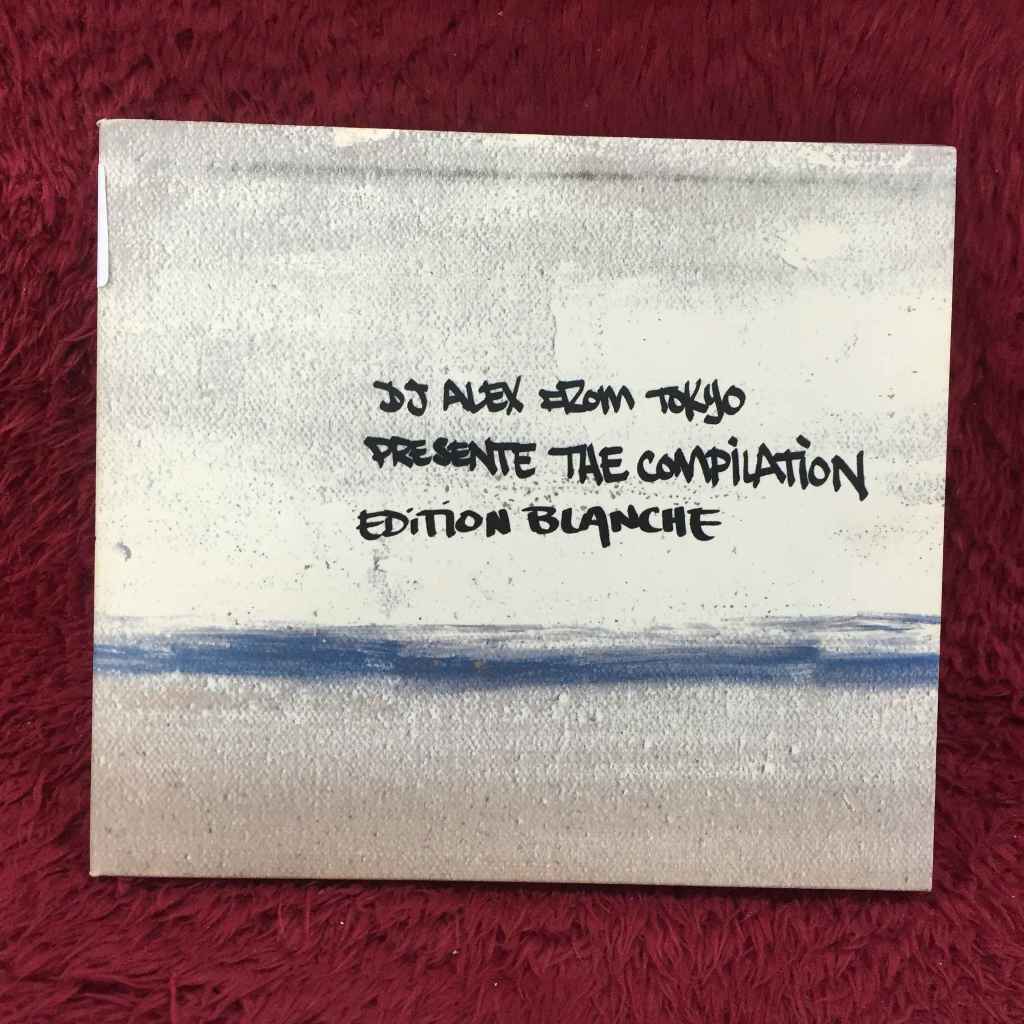 DJ ALEX FROM TOKYO
PRESENTE THE COMPiLATiON
EDiTiON BLANCHE